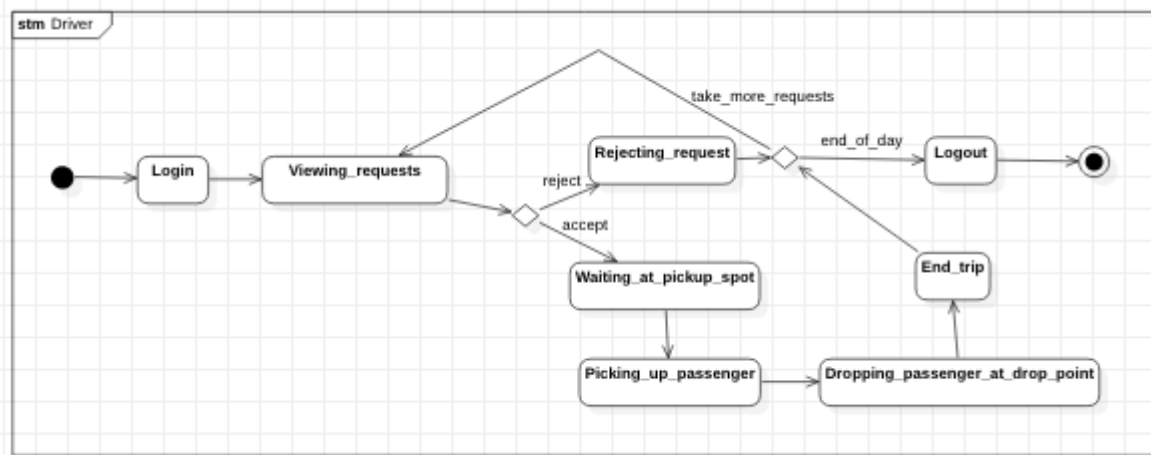 stm Driver
take_more_requests
end_of_day
Login
Viewing_requests
Rejecting_request
Logout
reject
accept
Waiting_at_pickup_spot
End_trip
Picking_up_passenger
Dropping_passenger_at_drop_point